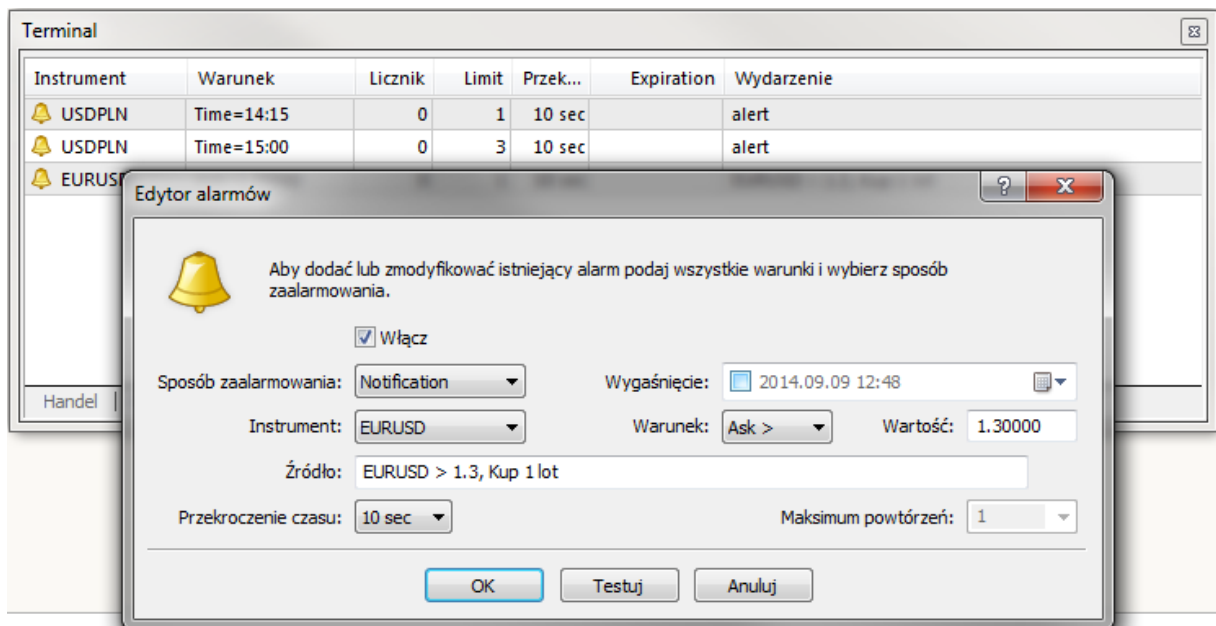 Terminal
Instrument Warunek Licznik Limit Przek... Expiration Wydarzenie
USDPLN Time=14:15 0 1 10 sec alert
USDPLN Time=15:00 0 3 10 sec alert
EURUSD
Edytor alarmów
Aby dodać lub zmodyfikować istniejący alarm podaj wszystkie warunki i wybierz sposób
zaalarmowania.
Włącz
Sposób zaalarmowania: Notification Wygaśnięcie: 2014.09.09 12:48
Handel
Instrument: EURUSD Warunek: Ask > Wartość: 1.30000
Źródło: EURUSD > 1.3, Kup 1 lot
Przekroczenie czasu: 10 sec Maksimum powtórzeń: 1
OK Testuj Anuluj